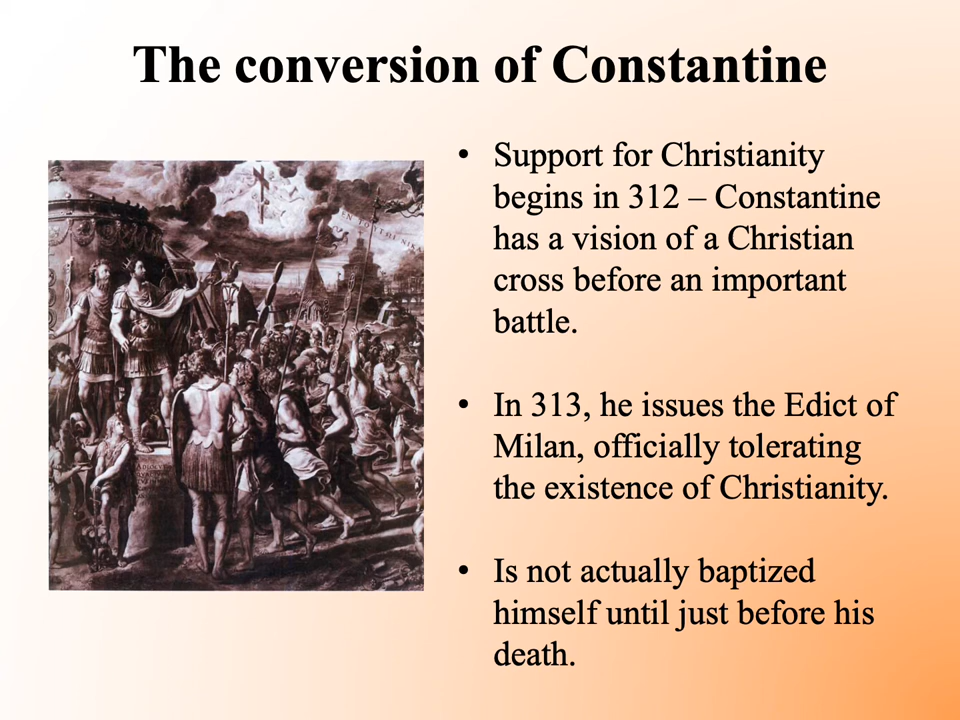 The conversion of Constantine
• Support for Christianity
begins in 312 – Constantine
has a vision of a Christian
cross before an important
battle.
• In 313, he issues the Edict of
Milan, officially tolerating
the existence of Christianity.
• Is not actually baptized
himself until just before his
death.